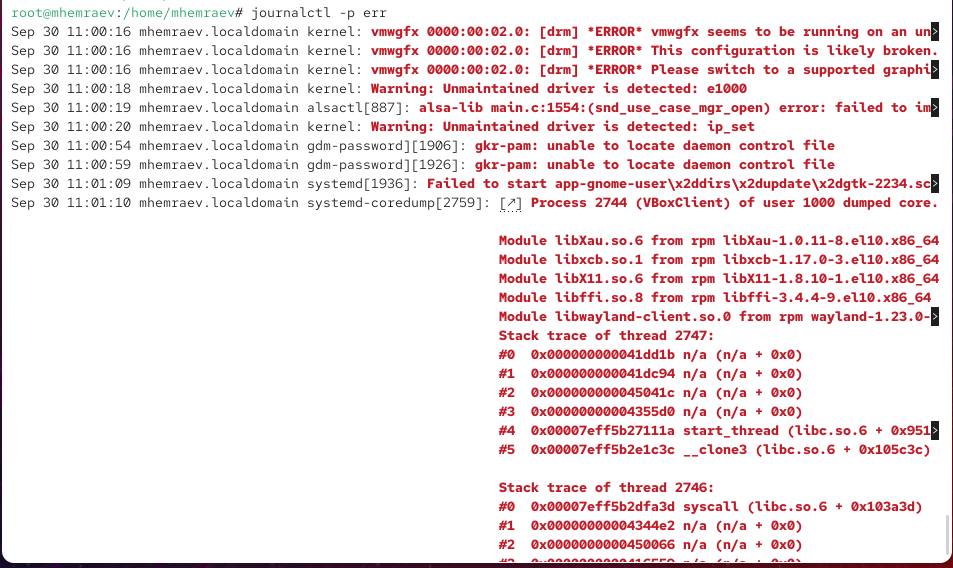 root@mhemraev:/home/mhemraev# journalctl -p err
Sep 30 11:00:16 mhemraev.localdomain kernel: vmwgfx 0000:00:02.0: [drm] *ERROR* vmwgfx seems to be running on an un>
Sep 30 11:00:16 mhemraev.localdomain kernel: vmwgfx 0000:00:02.0: [drm] *ERROR* This configuration is likely broken.
Sep 30 11:00:16 mhemraev.localdomain kernel: vmwgfx 0000:00:02.0: [drm] *ERROR* Please switch to a supported graphi>
Sep 30 11:00:18 mhemraev.localdomain kernel: Warning: Unmaintained driver is detected: e1000
Sep 30 11:00:19 mhemraev.localdomain alsactl[887]: alsa-lib main.c:1554:(snd_use_case_mgr_open) error: failed to im>
Sep 30 11:00:20 mhemraev.localdomain kernel: Warning: Unmaintained driver is detected: ip_set
Sep 30 11:00:54 mhemraev.localdomain gdm-password][1906]: gkr-pam: unable to locate daemon control file
Sep 30 11:00:59 mhemraev.localdomain gdm-password][1926]: gkr-pam: unable to locate daemon control file
Sep 30 11:01:09 mhemraev.localdomain systemd[1936]: Failed to start app-gnome-user\x2ddirs\x2dupdate\x2dgtk-2234.sc>
Sep 30 11:01:10 mhemraev.localdomain systemd-coredump[2759]: [↗] Process 2744 (VBoxClient) of user 1000 dumped core.
Module libXau.so.6 from rpm libXau-1.0.11-8.el10.x86_64
Module libxcb.so.1 from rpm libxcb-1.17.0-3.el10.x86_64
Module libX11.so.6 from rpm libX11-1.8.10-1.el10.x86_64
Module libffi.so.8 from rpm libffi-3.4.4-9.el10.x86_64
Module libwayland-client.so.0 from rpm wayland-1.23.0->
Stack trace of thread 2747:
#0  0x000000000041dd1b n/a (n/a + 0x0)
#1  0x000000000041dc94 n/a (n/a + 0x0)
#2  0x000000000045041c n/a (n/a + 0x0)
#3  0x00000000004355d0 n/a (n/a + 0x0)
#4  0x00007eff5b27111a start_thread (libc.so.6 + 0x951>
#5  0x00007eff5b2e1c3c __clone3 (libc.so.6 + 0x105c3c)
Stack trace of thread 2746:
#0  0x00007eff5b2dfa3d syscall (libc.so.6 + 0x103a3d)
#1  0x00000000004344e2 n/a (n/a + 0x0)
#2  0x0000000000450066 n/a (n/a + 0x0)